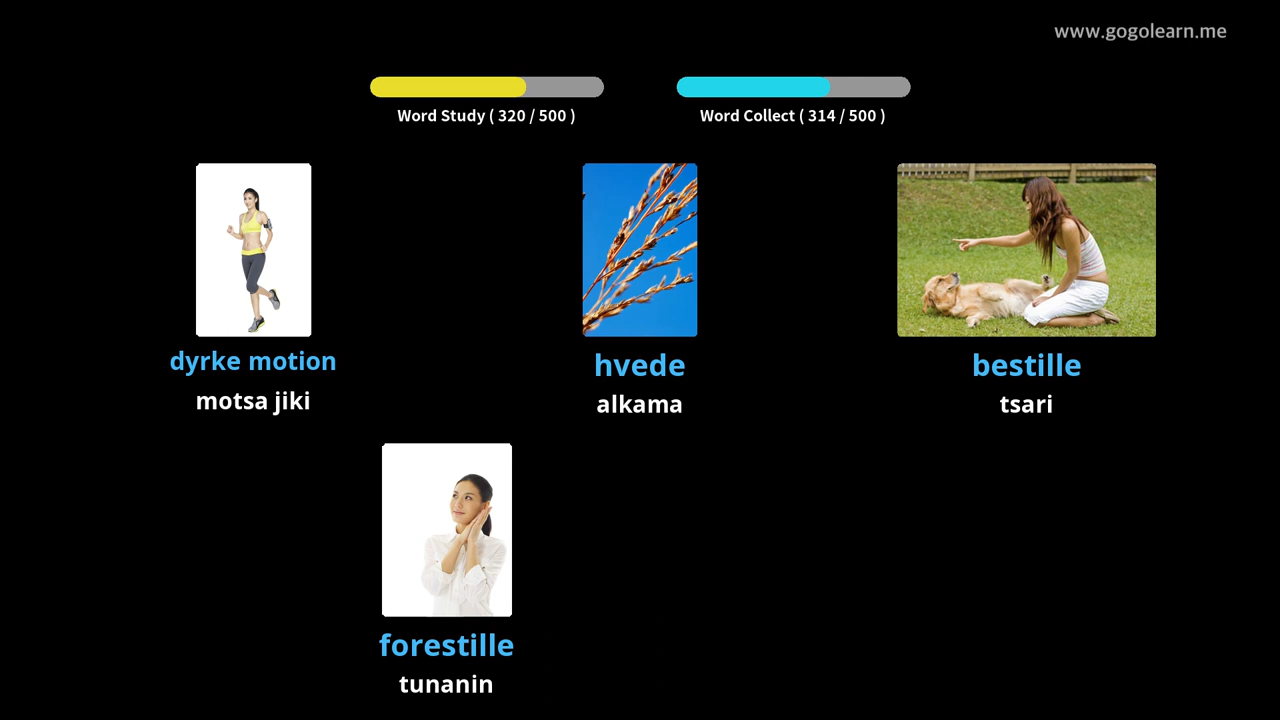 www.gogolearn.me
Word Study ( 320 / 500 )
Word Collect ( 314 / 500 )
dyrke motion
motsa jiki
hvede
alkama
bestille
tsari
forestille
tunanin